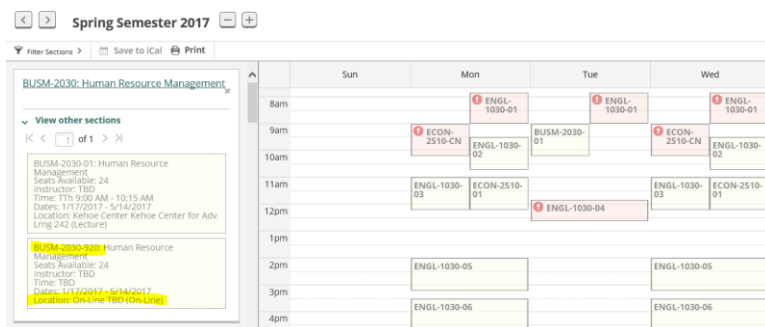 Spring Semester 2017
Filter Sections > Save to iCal Print
BUSM-2030: Human Resource Management
View other sections
1 of 1
BUSM-2030-01: Human Resource
Management
Seats Available: 24
Instructor: TBD
Time: TTh 9:00 AM - 10:15 AM
Dates: 1/17/2017 - 5/14/2017
Location: Kehoe Center Kehoe Center for Adv
Lrng 242 (Lecture)
BUSM-2030-920: Human Resource
Management
Seats Available: 24
Instructor: TBD
Time: TBD
Dates: 1/17/2017 - 5/14/2017
Location: On-Line TBD (On-Line)
Sun Mon Tue Wed
8am
ENGL-
1030-01
ENGL-
1030-01
ENGL-
1030-01
9am
ECON-
2510-CN
ENGL-1030-
02
BUSM-2030-
01
ECON-
2510-CN
ENGL-1030-
02
10am
11am
ENGL-1030-
03
ECON-2510-
01
ENGL-1030-
03
ECON-2510-
01
12pm
ENGL-1030-04
1pm
2pm
ENGL-1030-05
ENGL-1030-05
3pm
ENGL-1030-06
ENGL-1030-06
4pm